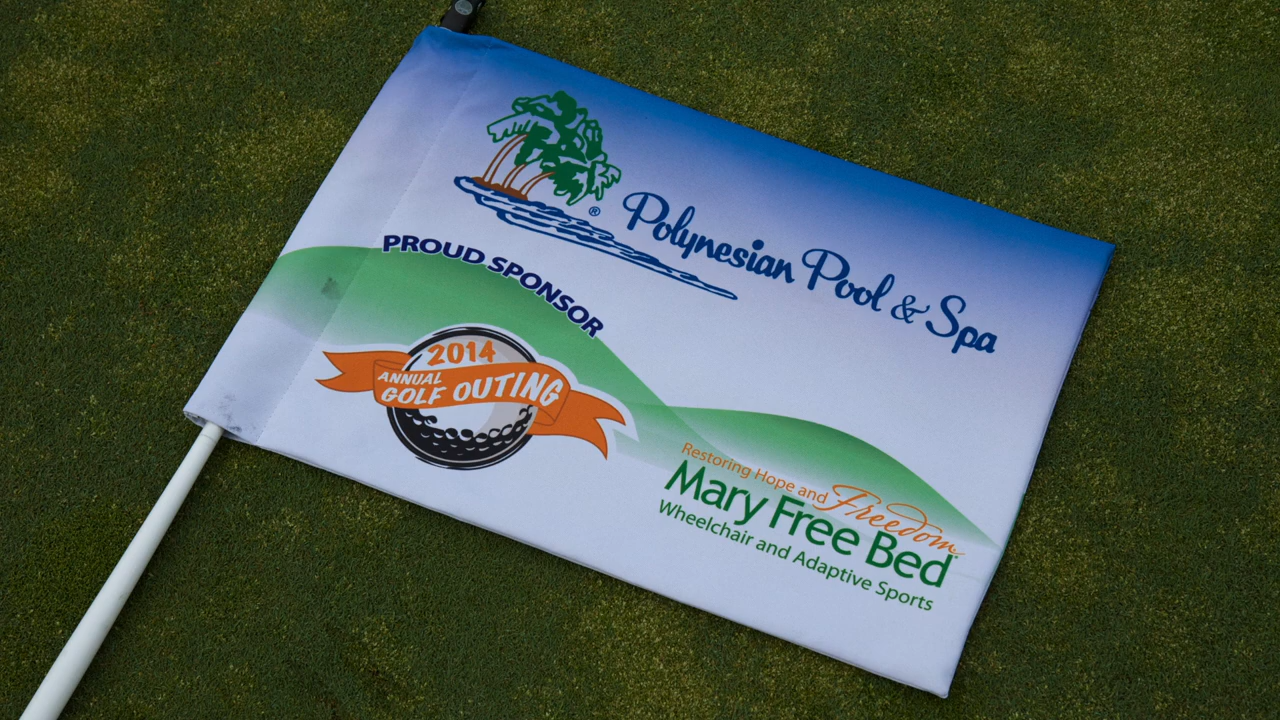 ® Polynesian Pool & Spa
PROUD SPONSOR
2014
ANNUAL
GOLF OUTING
Restoring Hope and Freedom
Mary Free Bed
Wheelchair and Adaptive Sports